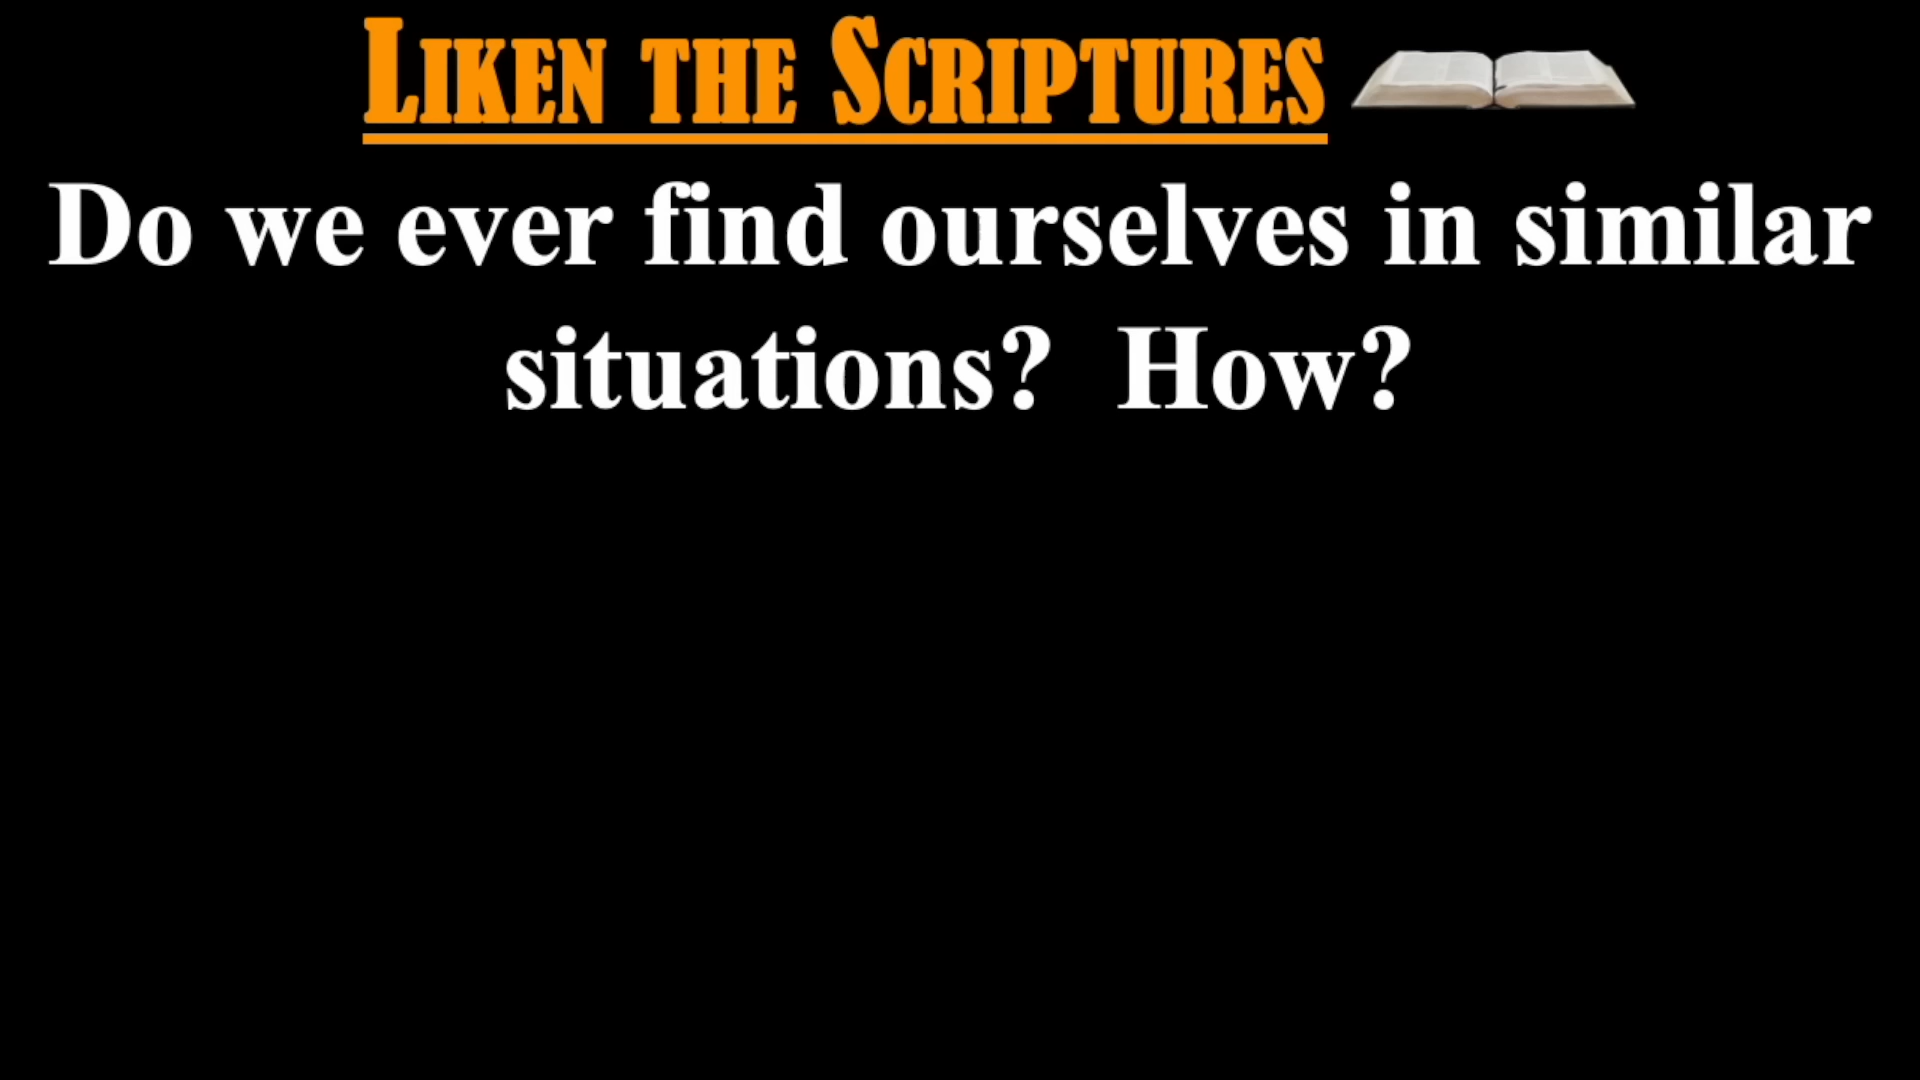 LIKEN THE SCRIPTURES
Do we ever find ourselves in similar
situations?  How?